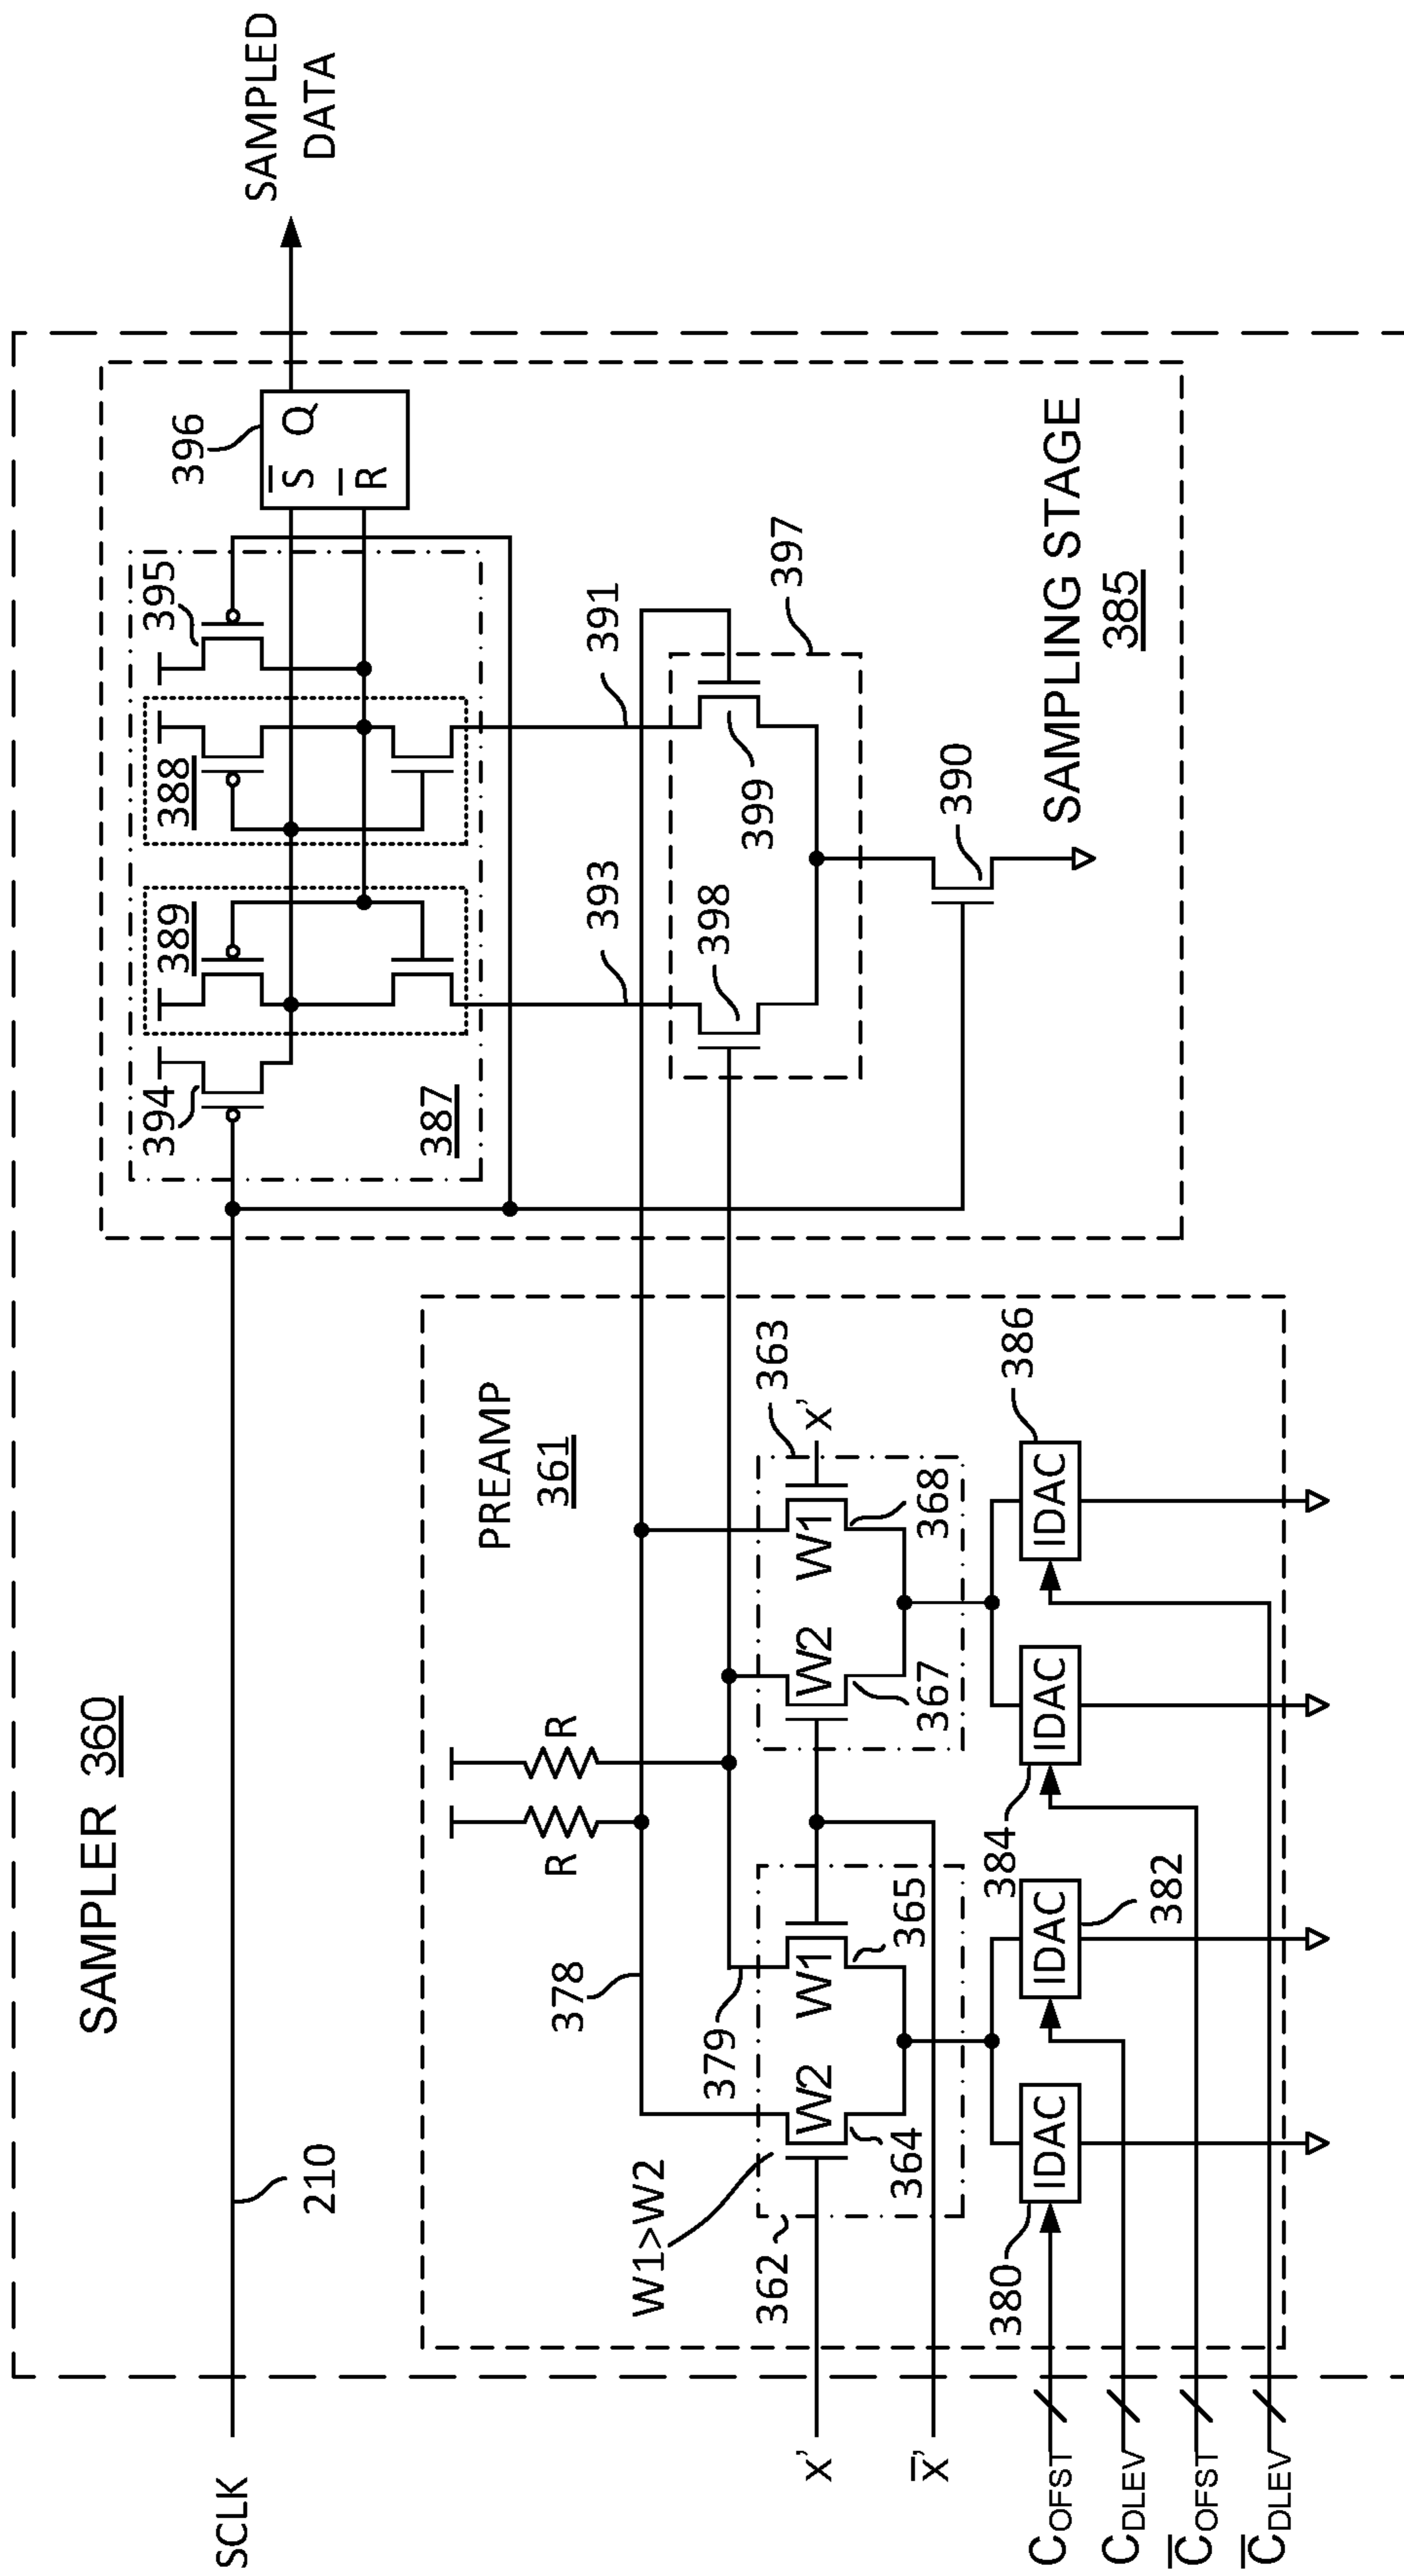 SAMPLER 360
SCLK
210
SAMPLED
DATA
396
S̅ Q
R̅
395
388
389
394
387
391
393
397
399
398
390
SAMPLING STAGE
385
PREAMP
361
R
R
378
379
W1>W2
362
W2
W1
364
365
363
W2
W1
367
368
x'
x'
x̅'
380
IDAC
IDAC
382
384
IDAC
IDAC
386
COFST
CDLEV
C̅OFST
C̅DLEV